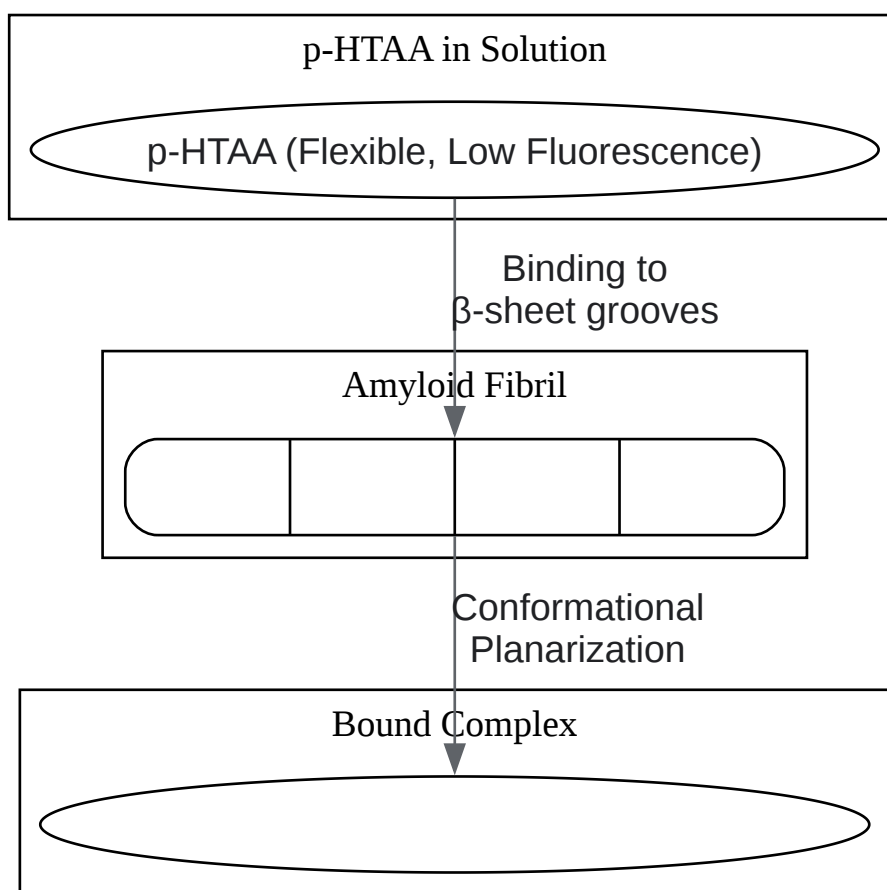 p-HTAA in Solution
p-HTAA (Flexible, Low Fluorescence)
Binding to
β-sheet grooves
Amyloid Fibril
Conformational
Planarization
Bound Complex